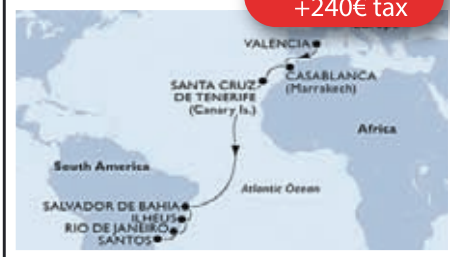 +240€ tax
VALENCIA
CASABLANCA
(Marrakech)
SANTA CRUZ
DE TENERIFE
(Canary Is.)
Africa
South America
Atlantic Ocean
SALVADOR DE BAHIA
ILHEUS
RIO DE JANEIRO
SANTOS